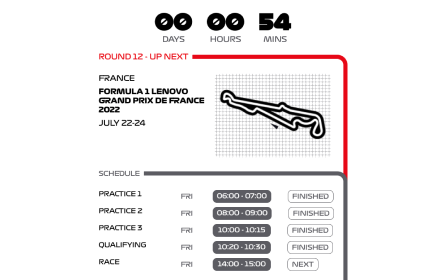 00 00 54
DAYS HOURS MINS
ROUND 12 - UP NEXT
FRANCE
FORMULA 1 LENOVO
GRAND PRIX DE FRANCE
2022
JULY 22-24
SCHEDULE
PRACTICE 1 FRI 06:00 - 07:00 FINISHED
PRACTICE 2 FRI 08:00 - 09:00 FINISHED
PRACTICE 3 FRI 10:00 - 10:15 FINISHED
QUALIFYING FRI 10:20 - 10:30 FINISHED
RACE FRI 14:00 - 15:00 NEXT